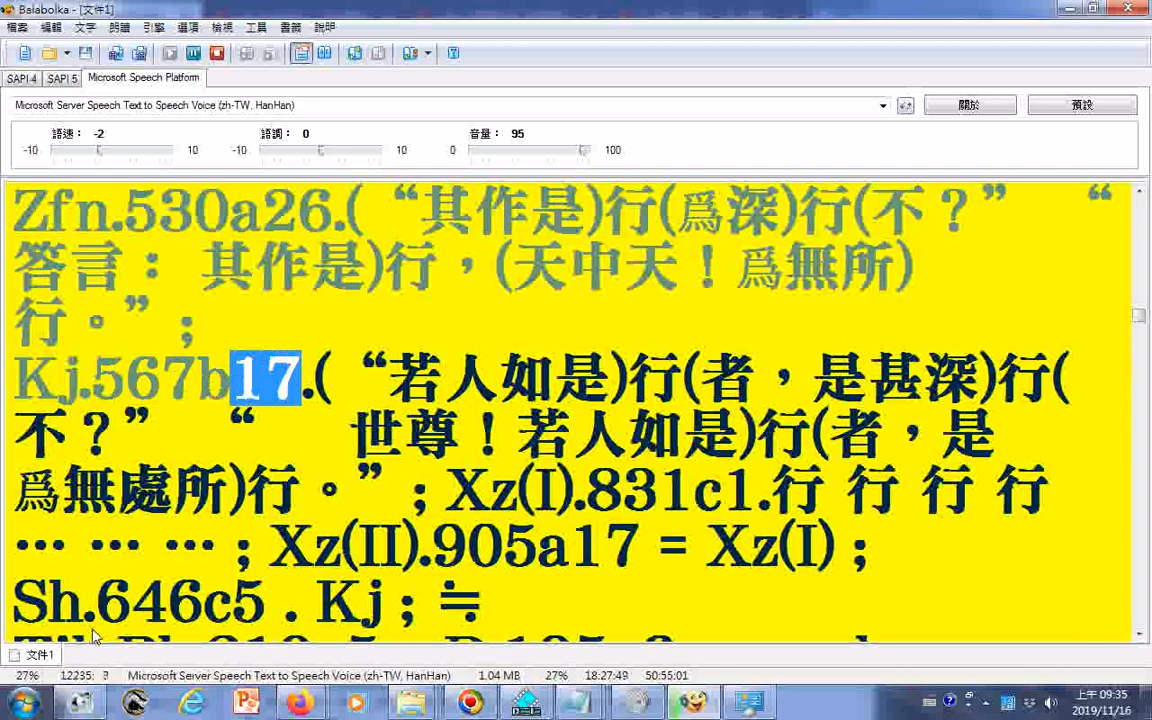 Balabolka - [文件1]
檔案 編輯 文字 朗讀 引擎 選項 檢視 工具 書籤 說明
SAPI 4 SAPI 5 Microsoft Speech Platform
Microsoft Server Speech Text to Speech Voice (zh-TW, HanHan) 關於 預設
語速： -2 語調： 0 音量： 95
-10 10 -10 10 0 100
Zfn.530a26.(“其作是)行(爲深)行(不？” “
答言： 其作是)行，(天中天！爲無所)
行。”；
Kj.567b17.(“若人如是)行(者，是甚深)行(
不？” “ 世尊！若人如是)行(者，是
爲無處所)行。”；Xz(I).831c1.行 行 行 行
… … …；Xz(II).905a17 = Xz(I)；
Sh.646c5 . Kj；≒
文件1
27% 12235: Microsoft Server Speech Text to Speech Voice (zh-TW, HanHan) 1.04 MB 27% 18:27:49 50:55:01
上午 09:35
2019/11/16